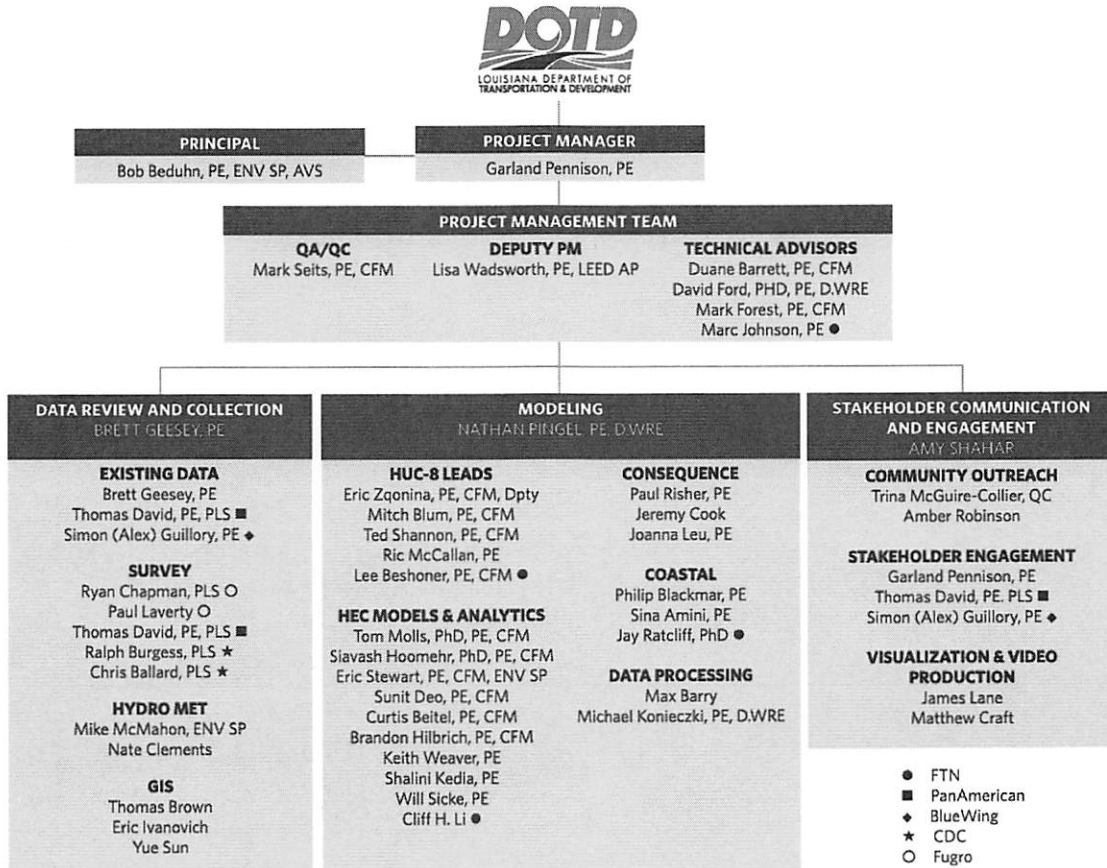 DOTD
LOUISIANA DEPARTMENT OF
TRANSPORTATION & DEVELOPMENT
PRINCIPAL
Bob Beduhn, PE, ENV SP, AVS
PROJECT MANAGER
Garland Pennison, PE
PROJECT MANAGEMENT TEAM
QA/QC
Mark Seits, PE, CFM
DEPUTY PM
Lisa Wadsworth, PE, LEED AP
TECHNICAL ADVISORS
Duane Barrett, PE, CFM
David Ford, PHD, PE, D.WRE
Mark Forest, PE, CFM
Marc Johnson, PE ●
DATA REVIEW AND COLLECTION
BRETT GEESEY, PE
EXISTING DATA
Brett Geesey, PE
Thomas David, PE, PLS ■
Simon (Alex) Guillory, PE ◆
SURVEY
Ryan Chapman, PLS ○
Paul Laverty ○
Thomas David, PE, PLS ■
Ralph Burgess, PLS ★
Chris Ballard, PLS ★
HYDRO MET
Mike McMahon, ENV SP
Nate Clements
GIS
Thomas Brown
Eric Ivanovich
Yue Sun
MODELING
NATHAN PINGEL, PE, D.WRE
HUC-8 LEADS
Eric Zqonina, PE, CFM, Dpty
Mitch Blum, PE, CFM
Ted Shannon, PE, CFM
Ric McCallan, PE
Lee Beshoner, PE, CFM ●
HEC MODELS & ANALYTICS
Tom Molls, PhD, PE, CFM
Siavash Hoomehr, PhD, PE, CFM
Eric Stewart, PE, CFM, ENV SP
Sunit Deo, PE, CFM
Curtis Beitel, PE, CFM
Brandon Hilbrich, PE, CFM
Keith Weaver, PE
Shalini Kedia, PE
Will Sicke, PE
Cliff H. Li ●
CONSEQUENCE
Paul Risher, PE
Jeremy Cook
Joanna Leu, PE
COASTAL
Philip Blackmar, PE
Sina Amini, PE
Jay Ratcliff, PhD ●
DATA PROCESSING
Max Barry
Michael Konieczki, PE, D.WRE
STAKEHOLDER COMMUNICATION
AND ENGAGEMENT
AMY SHAHAR
COMMUNITY OUTREACH
Trina McGuire-Collier, QC
Amber Robinson
STAKEHOLDER ENGAGEMENT
Garland Pennison, PE
Thomas David, PE. PLS ■
Simon (Alex) Guillory, PE ◆
VISUALIZATION & VIDEO
PRODUCTION
James Lane
Matthew Craft
● FTN
■ PanAmerican
◆ BlueWing
★ CDC
○ Fugro